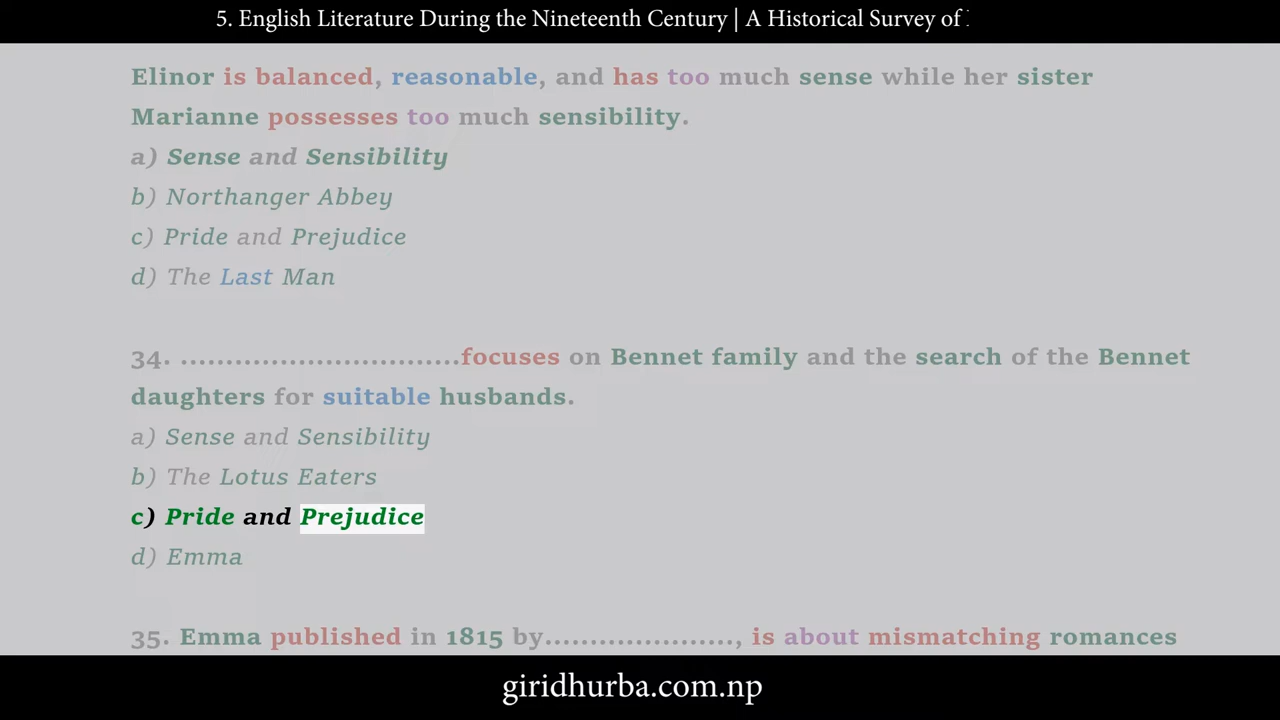 5. English Literature During the Nineteenth Century | A Historical Survey of
Elinor is balanced, reasonable, and has too much sense while her sister
Marianne possesses too much sensibility.
a) Sense and Sensibility
b) Northanger Abbey
c) Pride and Prejudice
d) The Last Man
34. ...............................focuses on Bennet family and the search of the Bennet
daughters for suitable husbands.
a) Sense and Sensibility
b) The Lotus Eaters
c) Pride and Prejudice
d) Emma
35. Emma published in 1815 by....................., is about mismatching romances
giridhurba.com.np